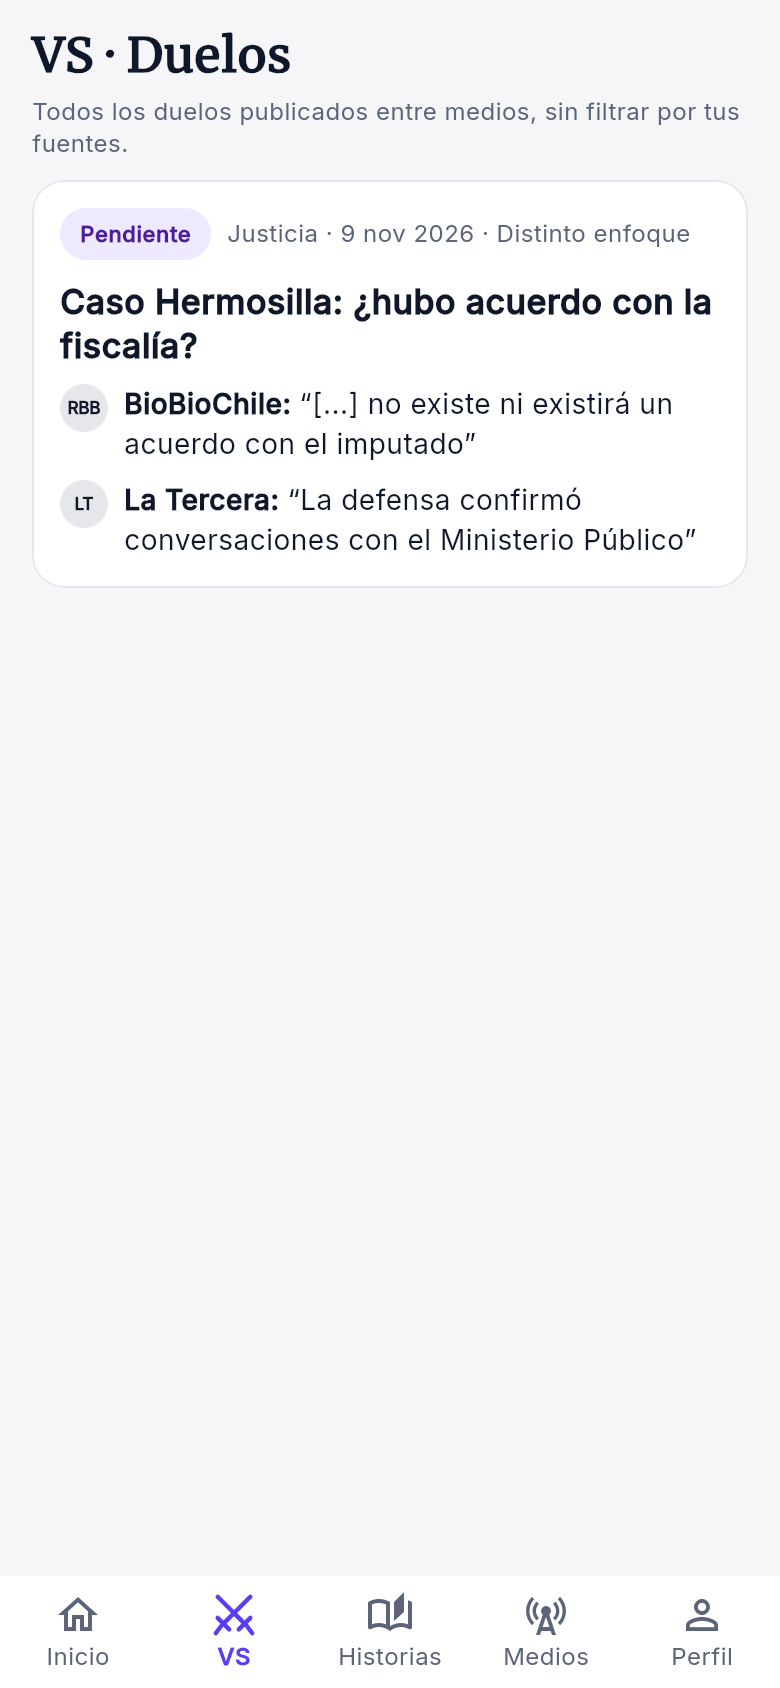 VS · Duelos
Todos los duelos publicados entre medios, sin filtrar por tus
fuentes.
Pendiente Justicia · 9 nov 2026 · Distinto enfoque
Caso Hermosilla: ¿hubo acuerdo con la
fiscalía?
RBB BioBioChile: “[...] no existe ni existirá un
acuerdo con el imputado”
LT La Tercera: “La defensa confirmó
conversaciones con el Ministerio Público”
Inicio VS Historias Medios Perfil